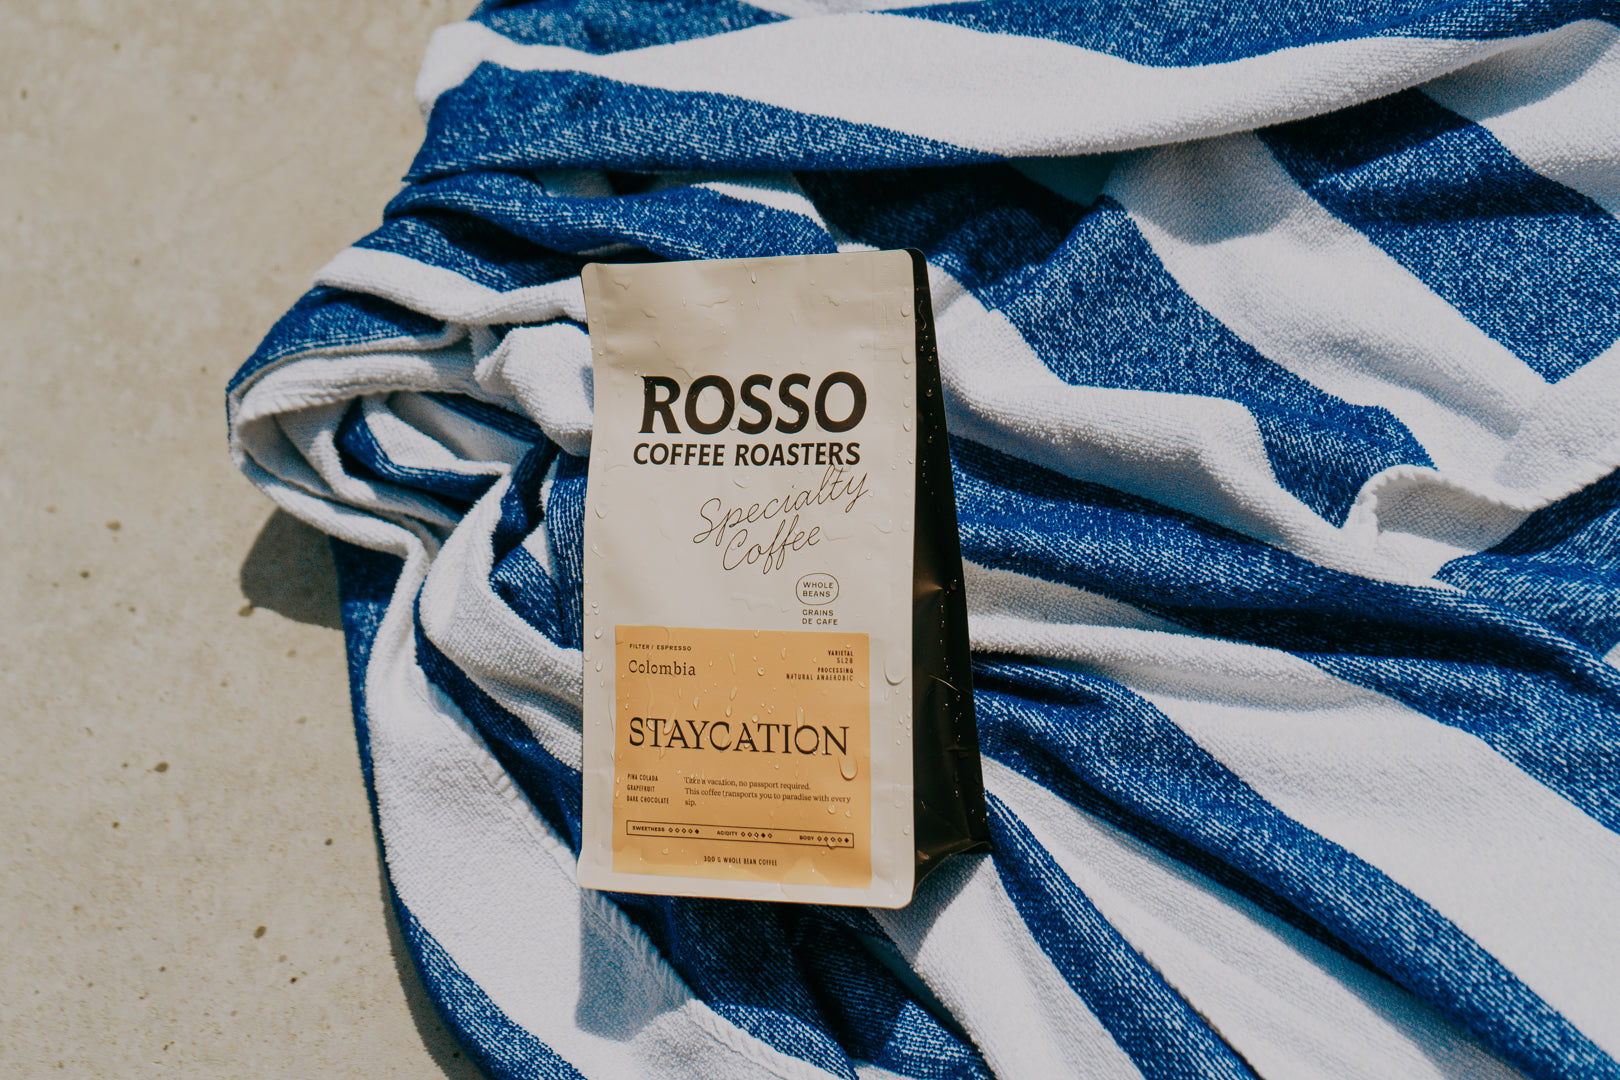 ROSSO
COFFEE ROASTERS
Specialty
Coffee
WHOLE
BEANS
GRAINS
DE CAFE
FILTER / ESPRESSO
Colombia
VARIETAL
SL28
PROCESSING
NATURAL ANAEROBIC
STAYCATION
PINA COLADA
GRAPEFRUIT
DARK CHOCOLATE
Take a vacation, no passport required.
This coffee transports you to paradise with every
sip.
SWEETNESS ACIDITY BODY
300 G WHOLE BEAN COFFEE